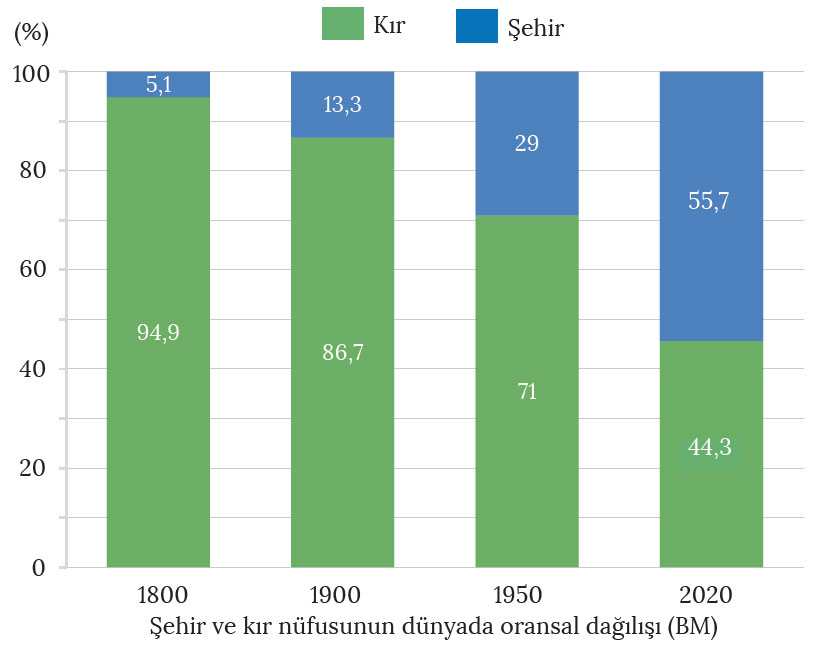 Kır Şehir
(%)
100
80
60
40
20
0
5,1 13,3 29 55,7
94,9 86,7 71 44,3
1800 1900 1950 2020
Şehir ve kır nüfusunun dünyada oransal dağılışı (BM)